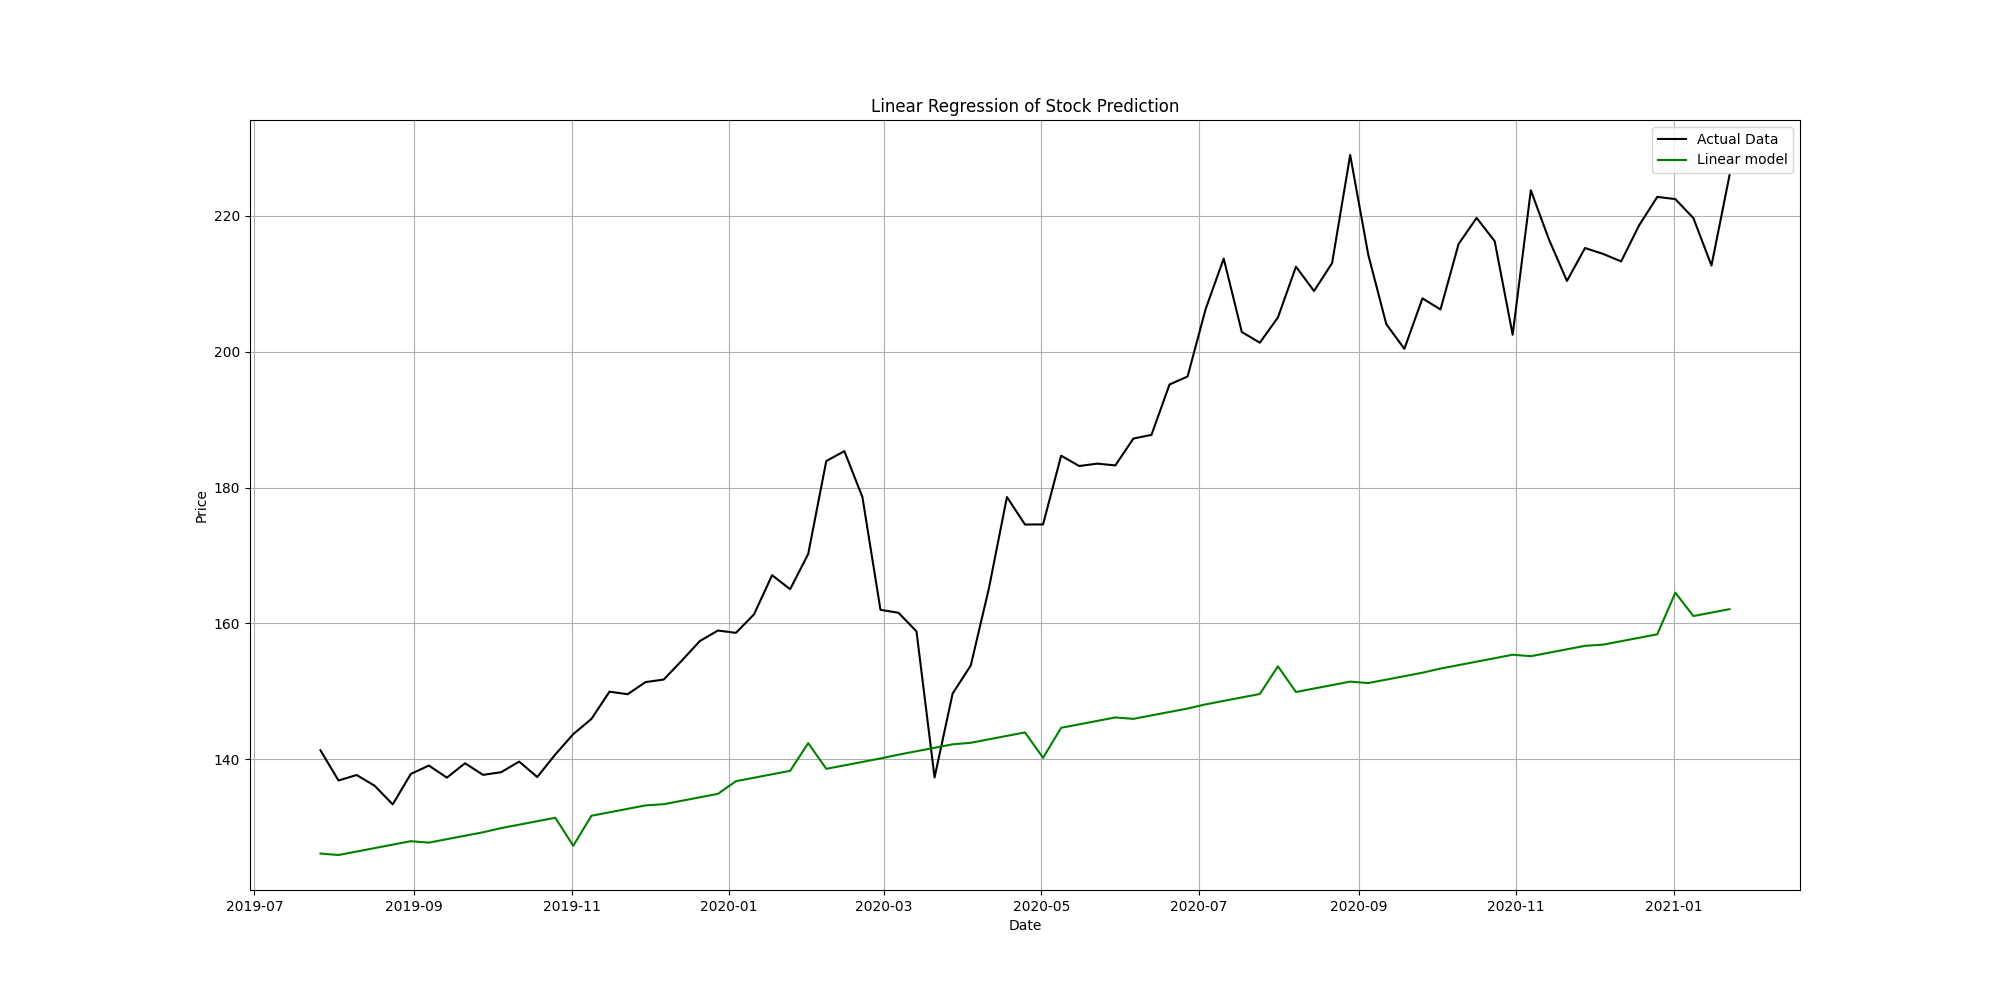 Linear Regression of Stock Prediction
Actual Data
Linear model
220
200
180
160
140
Price
2019-07 2019-09 2019-11 2020-01 2020-03 2020-05 2020-07 2020-09 2020-11 2021-01
Date